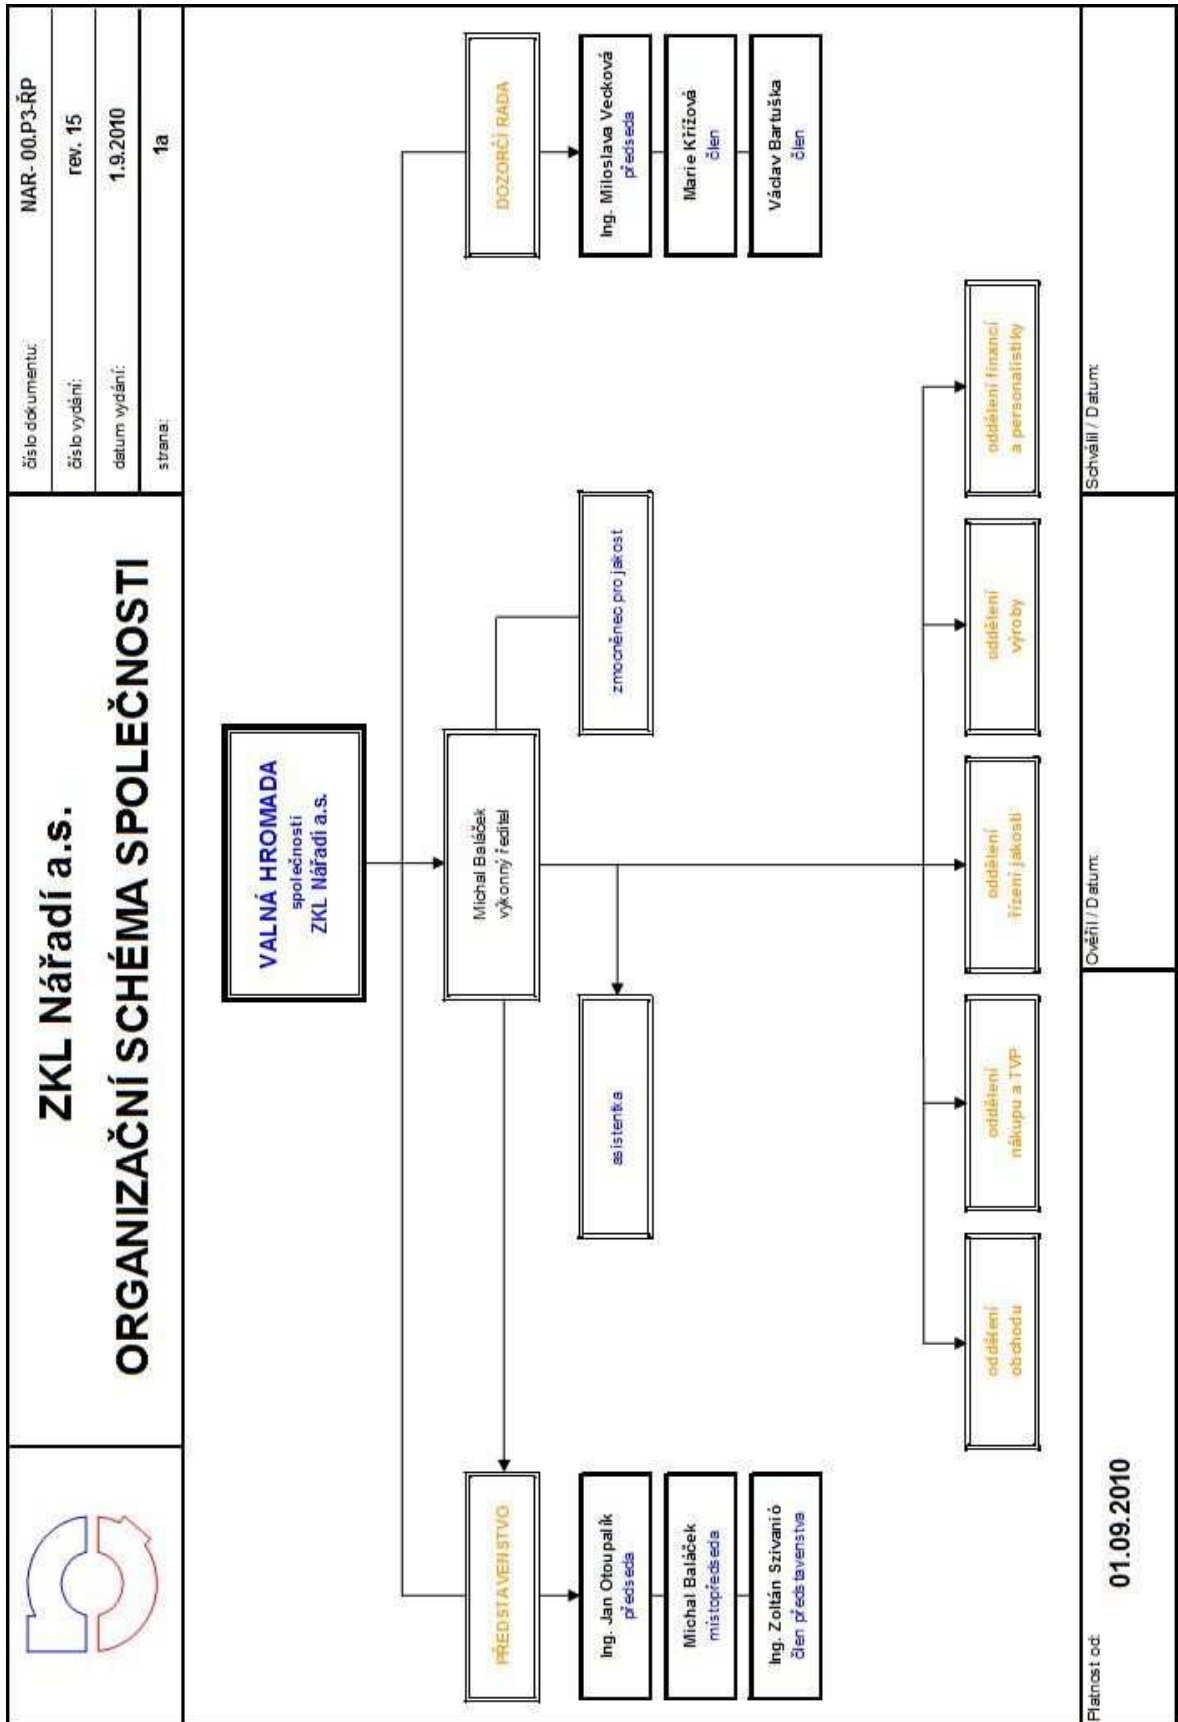 ZKL Nářadí a.s.
ORGANIZAČNÍ SCHÉMA SPOLEČNOSTI
číslo dokumentu: NAR- 00.P3-ŘP
číslo vydání: rev. 15
datum vydání: 1.9.2010
strana: 1a
VALNÁ HROMADA
společnosti
ZKL Nářadí a.s.
PŘEDSTAVENSTVO
Michal Baláček
výkonný ředitel
DOZORČÍ RADA
Ing. Jan Otoupalík
předseda
Michal Baláček
místopředseda
Ing. Zoltán Szivanió
člen představenstva
asistentka
zmocněnec pro jakost
Ing. Miloslava Vecková
předseda
Marie Křížová
člen
Václav Bartuška
člen
oddělení
obchodu
oddělení
nákupu a TVP
oddělení
řízení jakosti
oddělení
výroby
oddělení financí
a personalistiky
Platnost od:
01.09.2010
Ověřil / Datum:
Schválil / Datum: